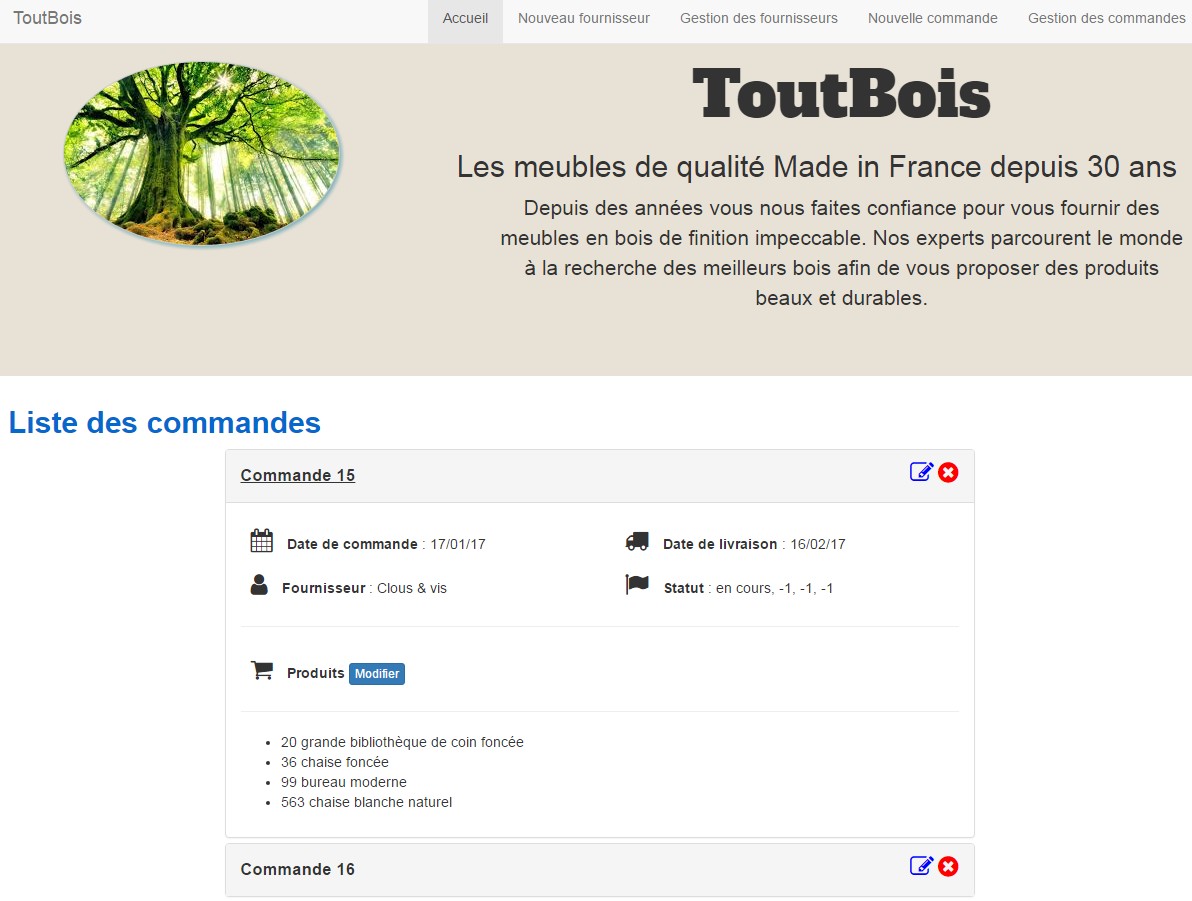 ToutBois
Accueil
Nouveau fournisseur
Gestion des fournisseurs
Nouvelle commande
Gestion des commandes
ToutBois
Les meubles de qualité Made in France depuis 30 ans
Depuis des années vous nous faites confiance pour vous fournir des
meubles en bois de finition impeccable. Nos experts parcourent le monde
à la recherche des meilleurs bois afin de vous proposer des produits
beaux et durables.
Liste des commandes
Commande 15
Date de commande : 17/01/17
Date de livraison : 16/02/17
Fournisseur : Clous & vis
Statut : en cours, -1, -1, -1
Produits Modifier
20 grande bibliothèque de coin foncée
36 chaise foncée
99 bureau moderne
563 chaise blanche naturel
Commande 16